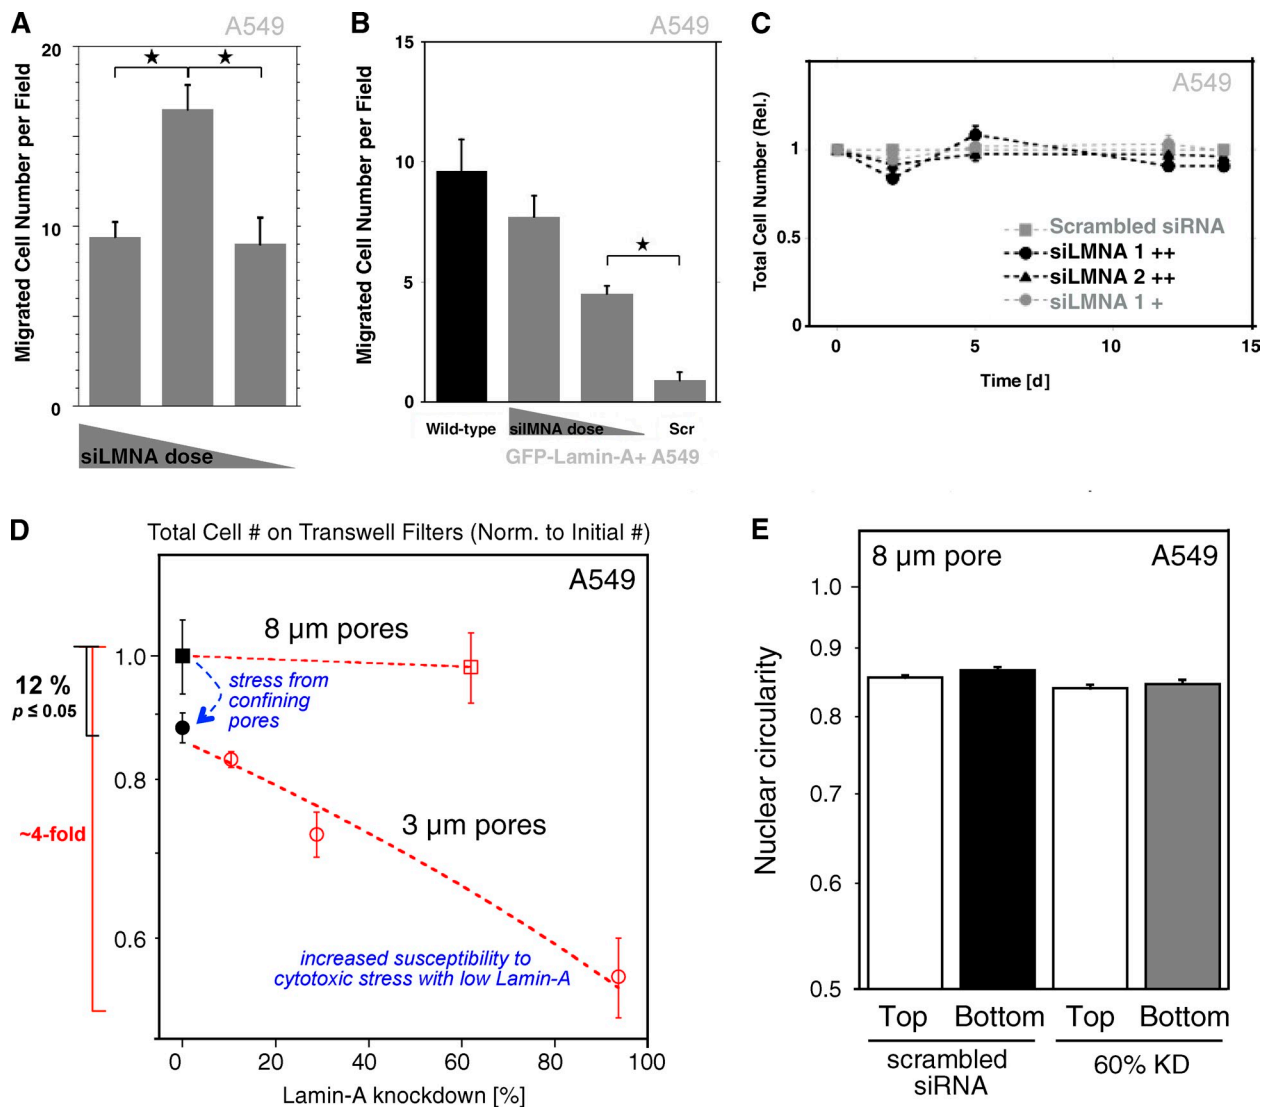 A
A549
Migrated Cell Number per Field
20
10
0
★
★
siLMNA dose
B
A549
Migrated Cell Number per Field
15
10
5
0
★
Wild-type
silMNA dose
Scr
GFP-Lamin-A+ A549
C
A549
Total Cell Number (Rel.)
1
0.5
0
Scrambled siRNA
siLMNA 1 ++
siLMNA 2 ++
siLMNA 1 +
0
5
10
15
Time [d]
D
Total Cell # on Transwell Filters (Norm. to Initial #)
A549
8 µm pores
1.0
0.8
0.6
12 %
p ≤ 0.05
~4-fold
stress from
confining
pores
3 µm pores
increased susceptibility to
cytotoxic stress with low Lamin-A
0
20
40
60
80
100
Lamin-A knockdown [%]
E
8 µm pore
A549
Nuclear circularity
1.0
0.9
0.8
0.7
0.6
0.5
Top
Bottom
Top
Bottom
scrambled
siRNA
60% KD